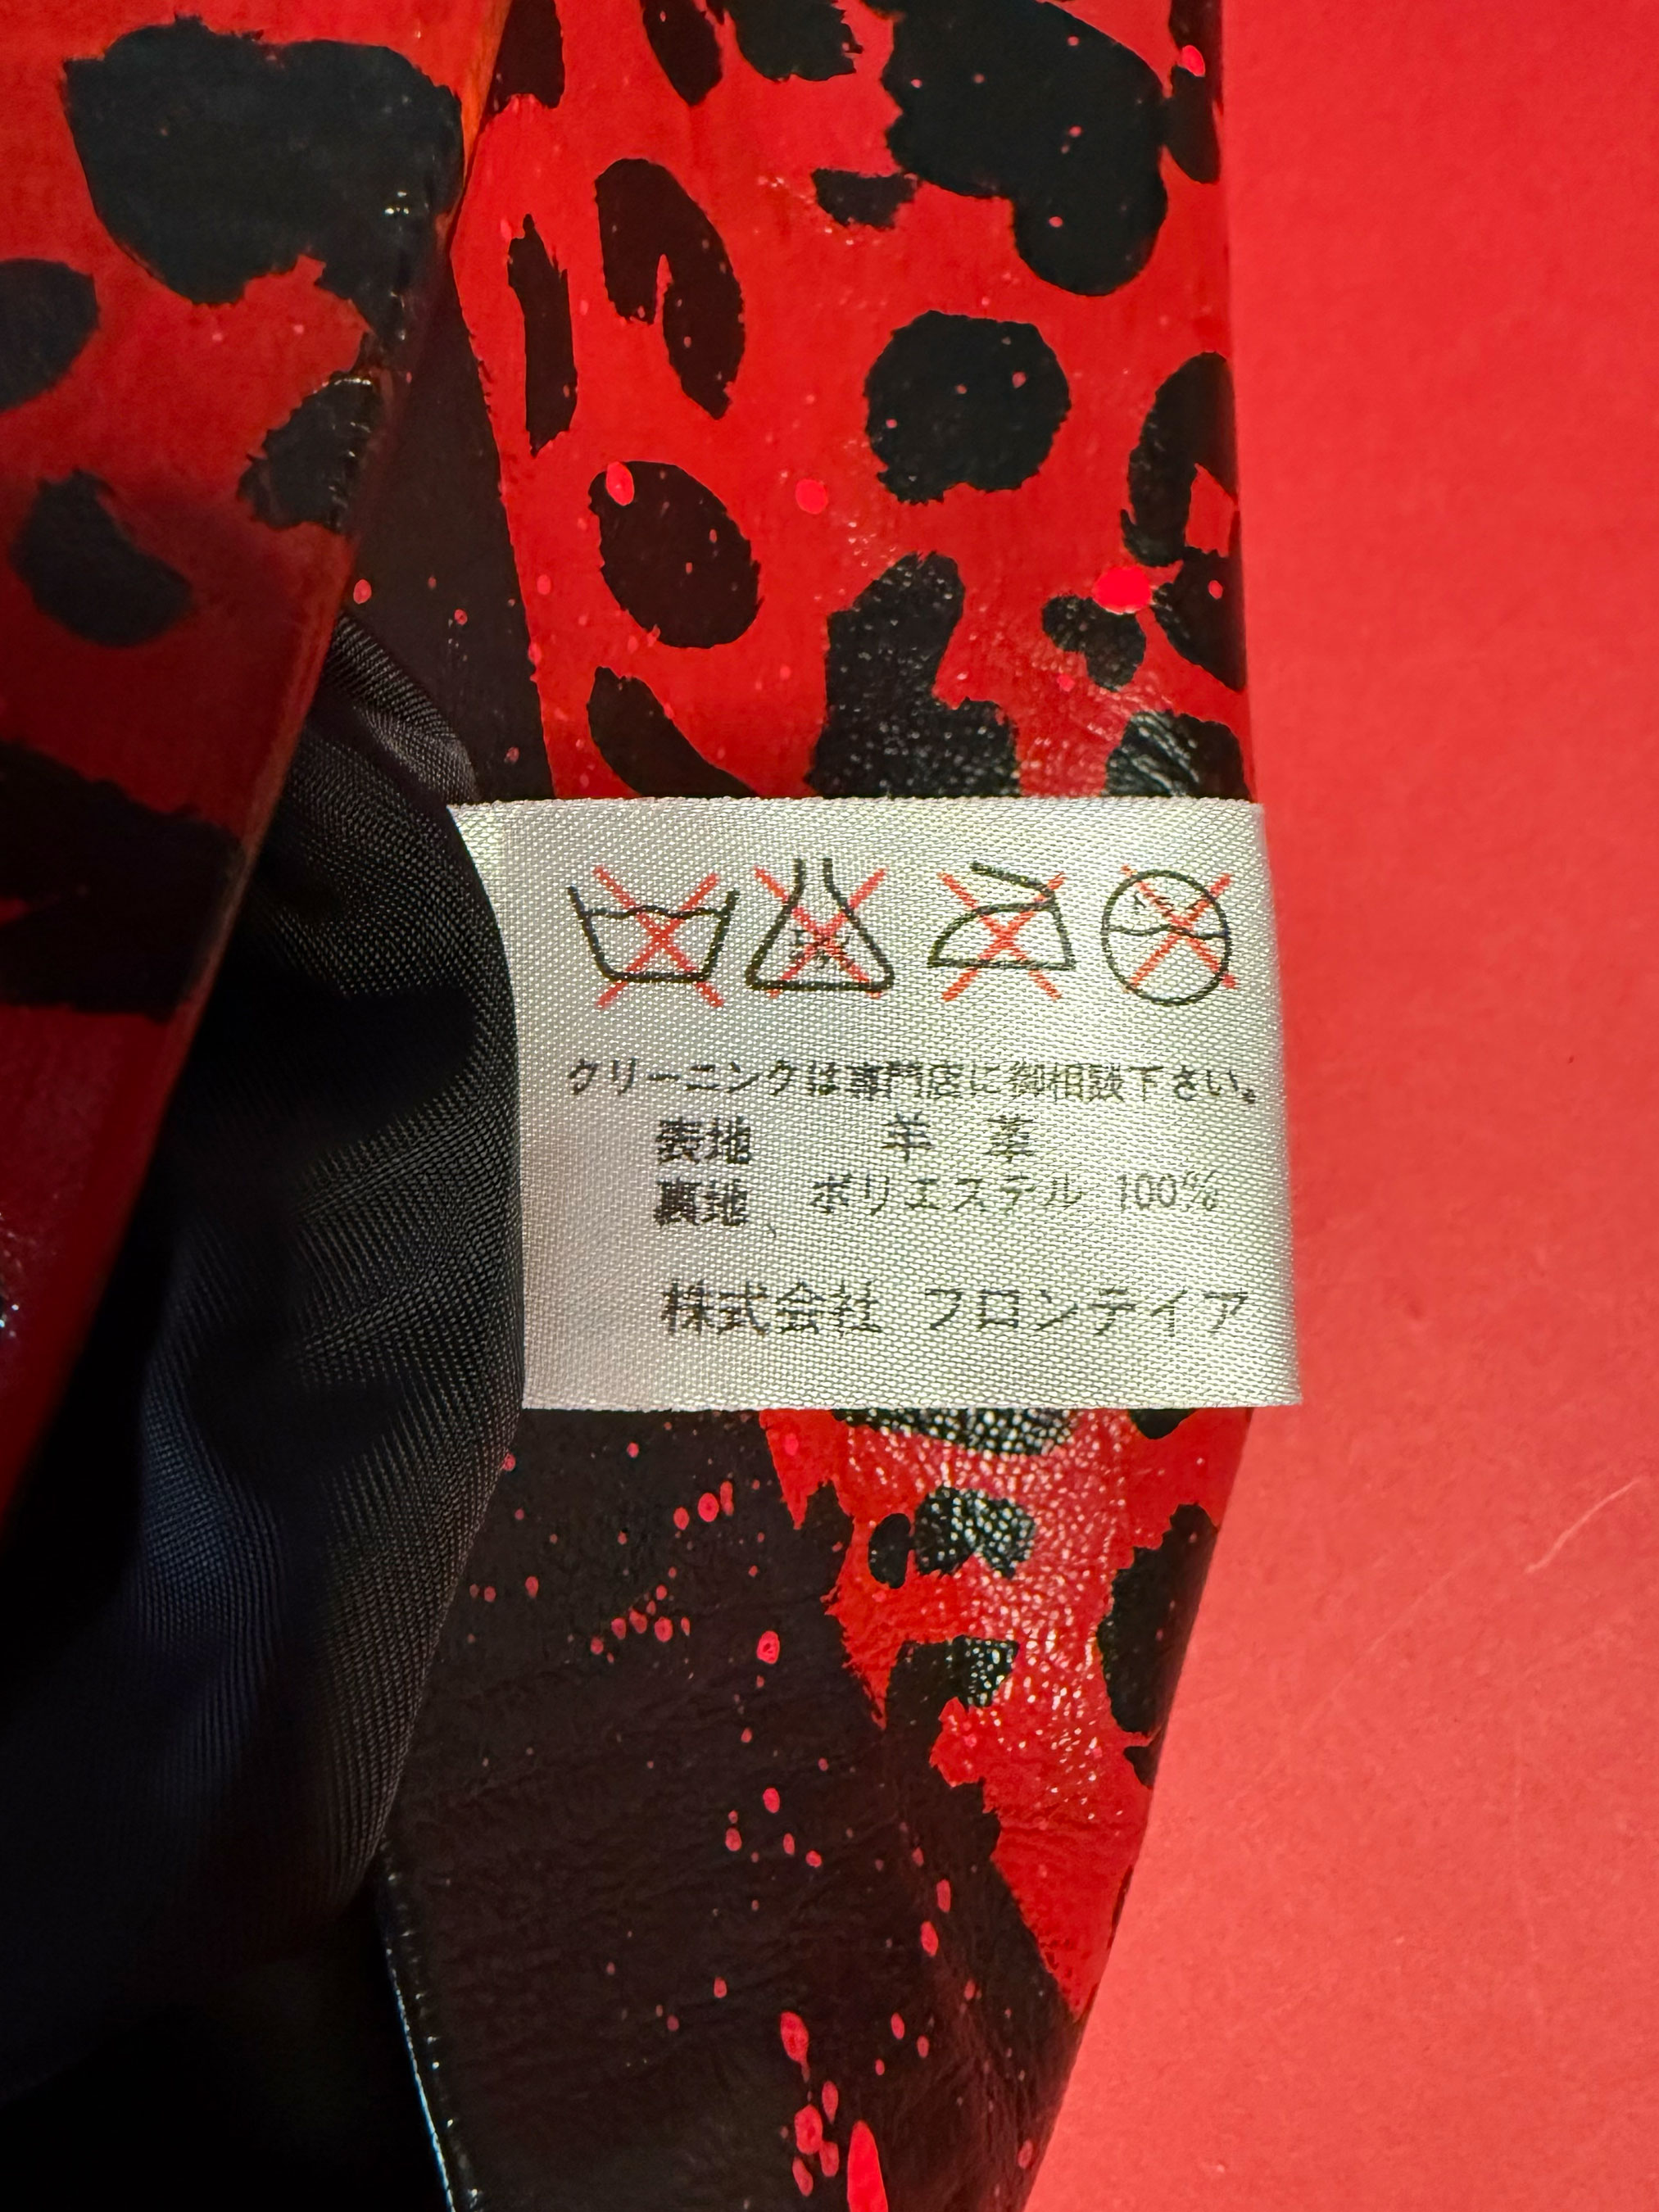 クリーニングは専門店に御相談下さい。
表地 羊 革
裏地、ポリエステル 100%
株式会社 フロンテイア